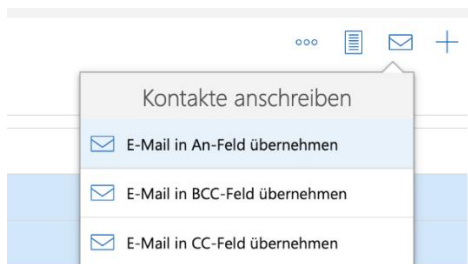 Kontakte anschreiben
E-Mail in An-Feld übernehmen
E-Mail in BCC-Feld übernehmen
E-Mail in CC-Feld übernehmen